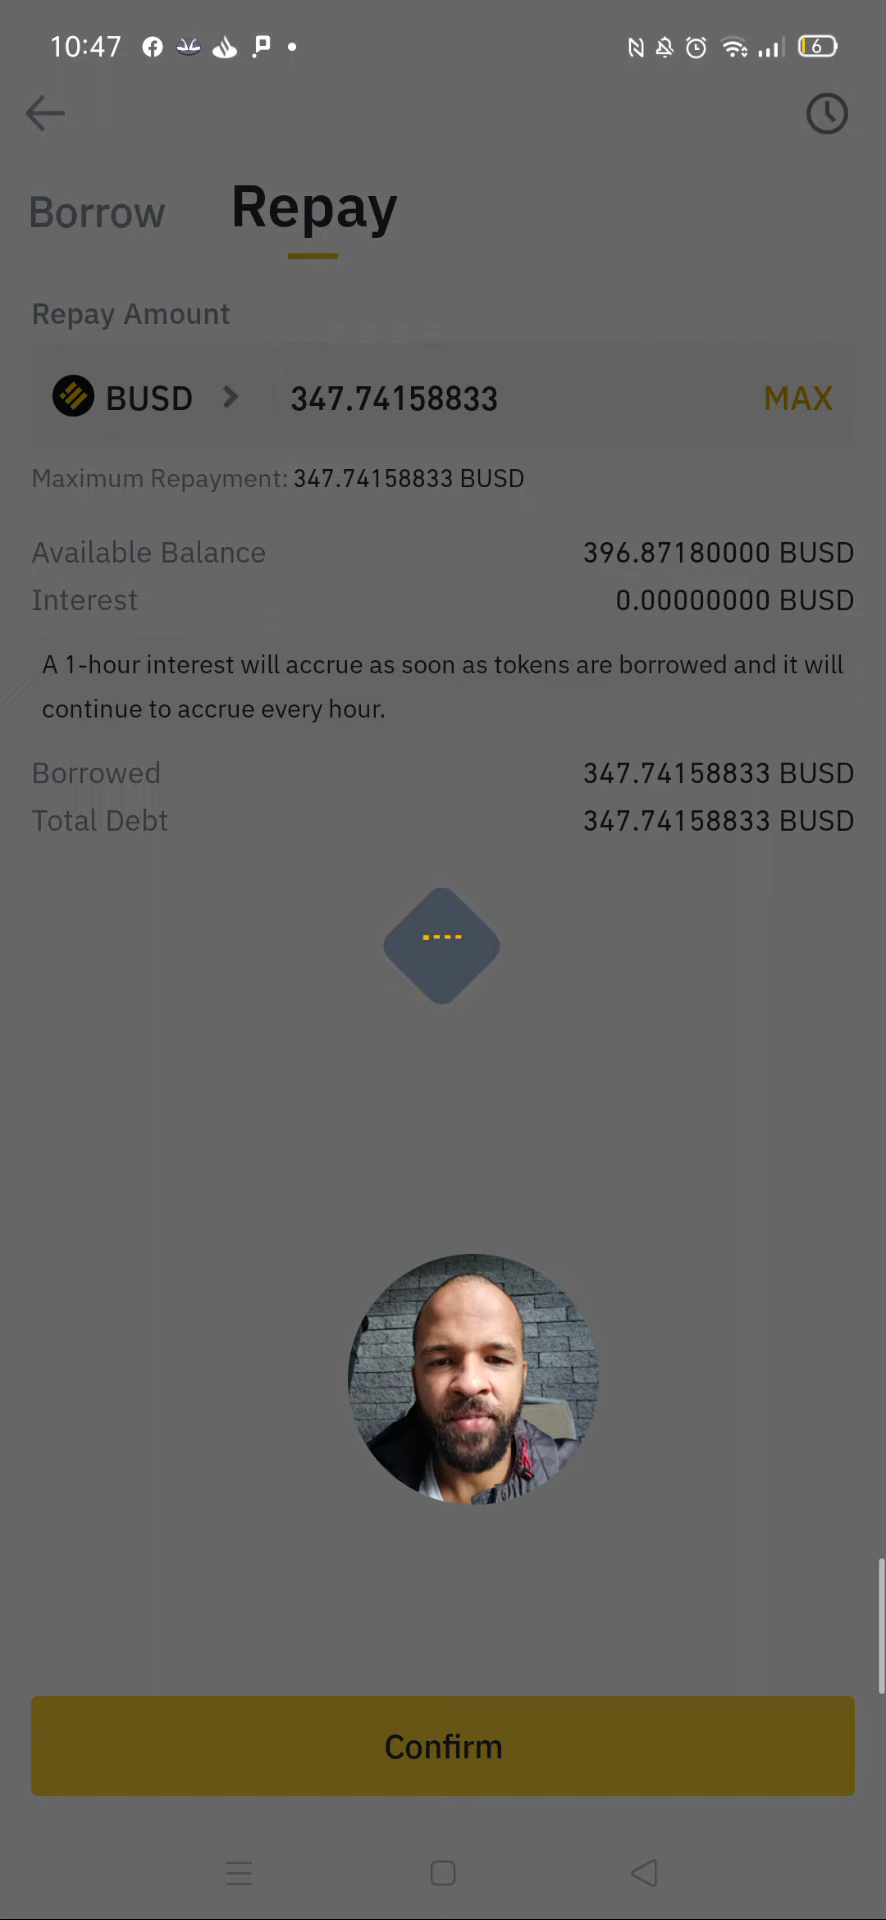 10:47
6
Borrow Repay
Repay Amount
BUSD 347.74158833 MAX
Maximum Repayment: 347.74158833 BUSD
Available Balance 396.87180000 BUSD
Interest 0.00000000 BUSD
A 1-hour interest will accrue as soon as tokens are borrowed and it will
continue to accrue every hour.
Borrowed 347.74158833 BUSD
Total Debt 347.74158833 BUSD
Confirm